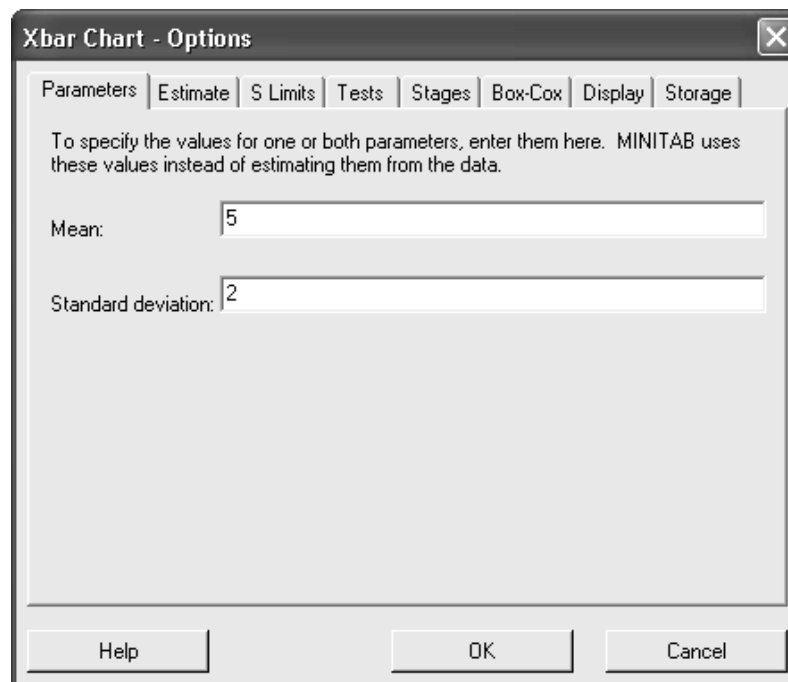 Xbar Chart - Options
Parameters Estimate S Limits Tests Stages Box-Cox Display Storage
To specify the values for one or both parameters, enter them here. MINITAB uses
these values instead of estimating them from the data.
Mean: 5
Standard deviation: 2
Help OK Cancel